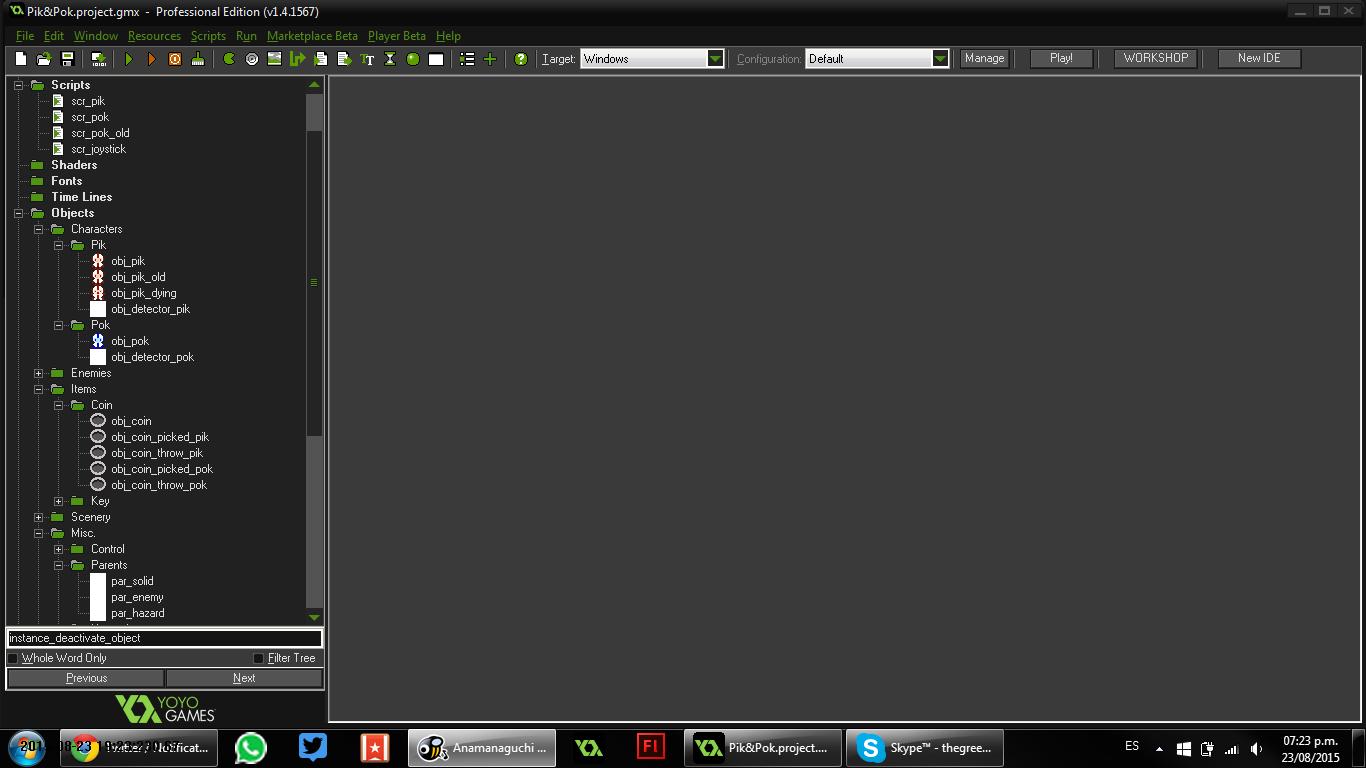 Pik&Pok.project.gmx - Professional Edition (v1.4.1567)
File Edit Window Resources Scripts Run Marketplace Beta Player Beta Help
Target: Windows Configuration: Default Manage Play! WORKSHOP New IDE
Scripts
scr_pik
scr_pok
scr_pok_old
scr_joystick
Shaders
Fonts
Time Lines
Objects
Characters
Pik
obj_pik
obj_pik_old
obj_pik_dying
obj_detector_pik
Pok
obj_pok
obj_detector_pok
Enemies
Items
Coin
obj_coin
obj_coin_picked_pik
obj_coin_throw_pik
obj_coin_picked_pok
obj_coin_throw_pok
Key
Scenery
Misc.
Control
Parents
par_solid
par_enemy
par_hazard
instance_deactivate_object
Whole Word Only Filter Tree
Previous Next
YOYO
GAMES
Twitter / Notificat...
Anamanaguchi ...
Fl
Pik&Pok.project....
Skype™ - thegree...
ES
07:23 p.m.
23/08/2015